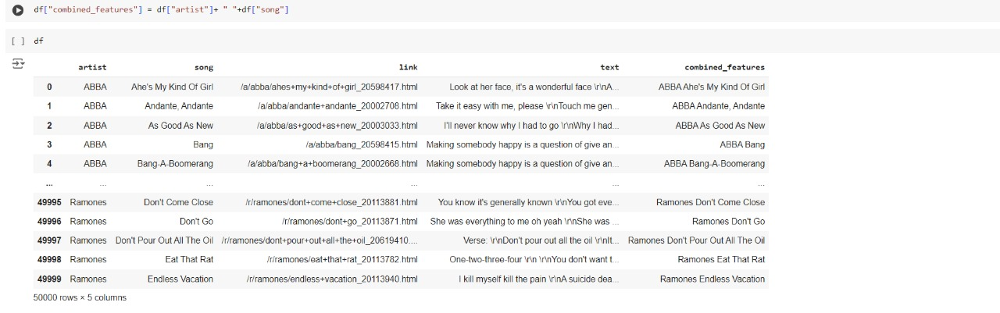 df["combined_features"] = df["artist"]+ " "+df["song"]
[ ] df
artist song link text combined_features
0 ABBA Ahe's My Kind Of Girl /a/abba/ahes+my+kind+of+girl_20598417.html Look at her face, it's a wonderful face \r\nA... ABBA Ahe's My Kind Of Girl
1 ABBA Andante, Andante /a/abba/andante+andante_20002708.html Take it easy with me, please \r\nTouch me gen... ABBA Andante, Andante
2 ABBA As Good As New /a/abba/as+good+as+new_20003033.html I'll never know why I had to go \r\nWhy I had... ABBA As Good As New
3 ABBA Bang /a/abba/bang_20598415.html Making somebody happy is a question of give an... ABBA Bang
4 ABBA Bang-A-Boomerang /a/abba/bang+a+boomerang_20002668.html Making somebody happy is a question of give an... ABBA Bang-A-Boomerang
... ... ... ... ... ...
49995 Ramones Don't Come Close /r/ramones/dont+come+close_20113881.html You know it's generally known \r\nYou got eve... Ramones Don't Come Close
49996 Ramones Don't Go /r/ramones/dont+go_20113871.html She was everything to me oh yeah \r\nShe was ... Ramones Don't Go
49997 Ramones Don't Pour Out All The Oil /r/ramones/dont+pour+out+all+the+oil_20619410.... Verse: \r\nDon't pour out all the oil \r\nIt... Ramones Don't Pour Out All The Oil
49998 Ramones Eat That Rat /r/ramones/eat+that+rat_20113782.html One-two-three-four \r\n \r\nYou don't want t... Ramones Eat That Rat
49999 Ramones Endless Vacation /r/ramones/endless+vacation_20113940.html I kill myself kill the pain \r\nA suicide dea... Ramones Endless Vacation
50000 rows × 5 columns